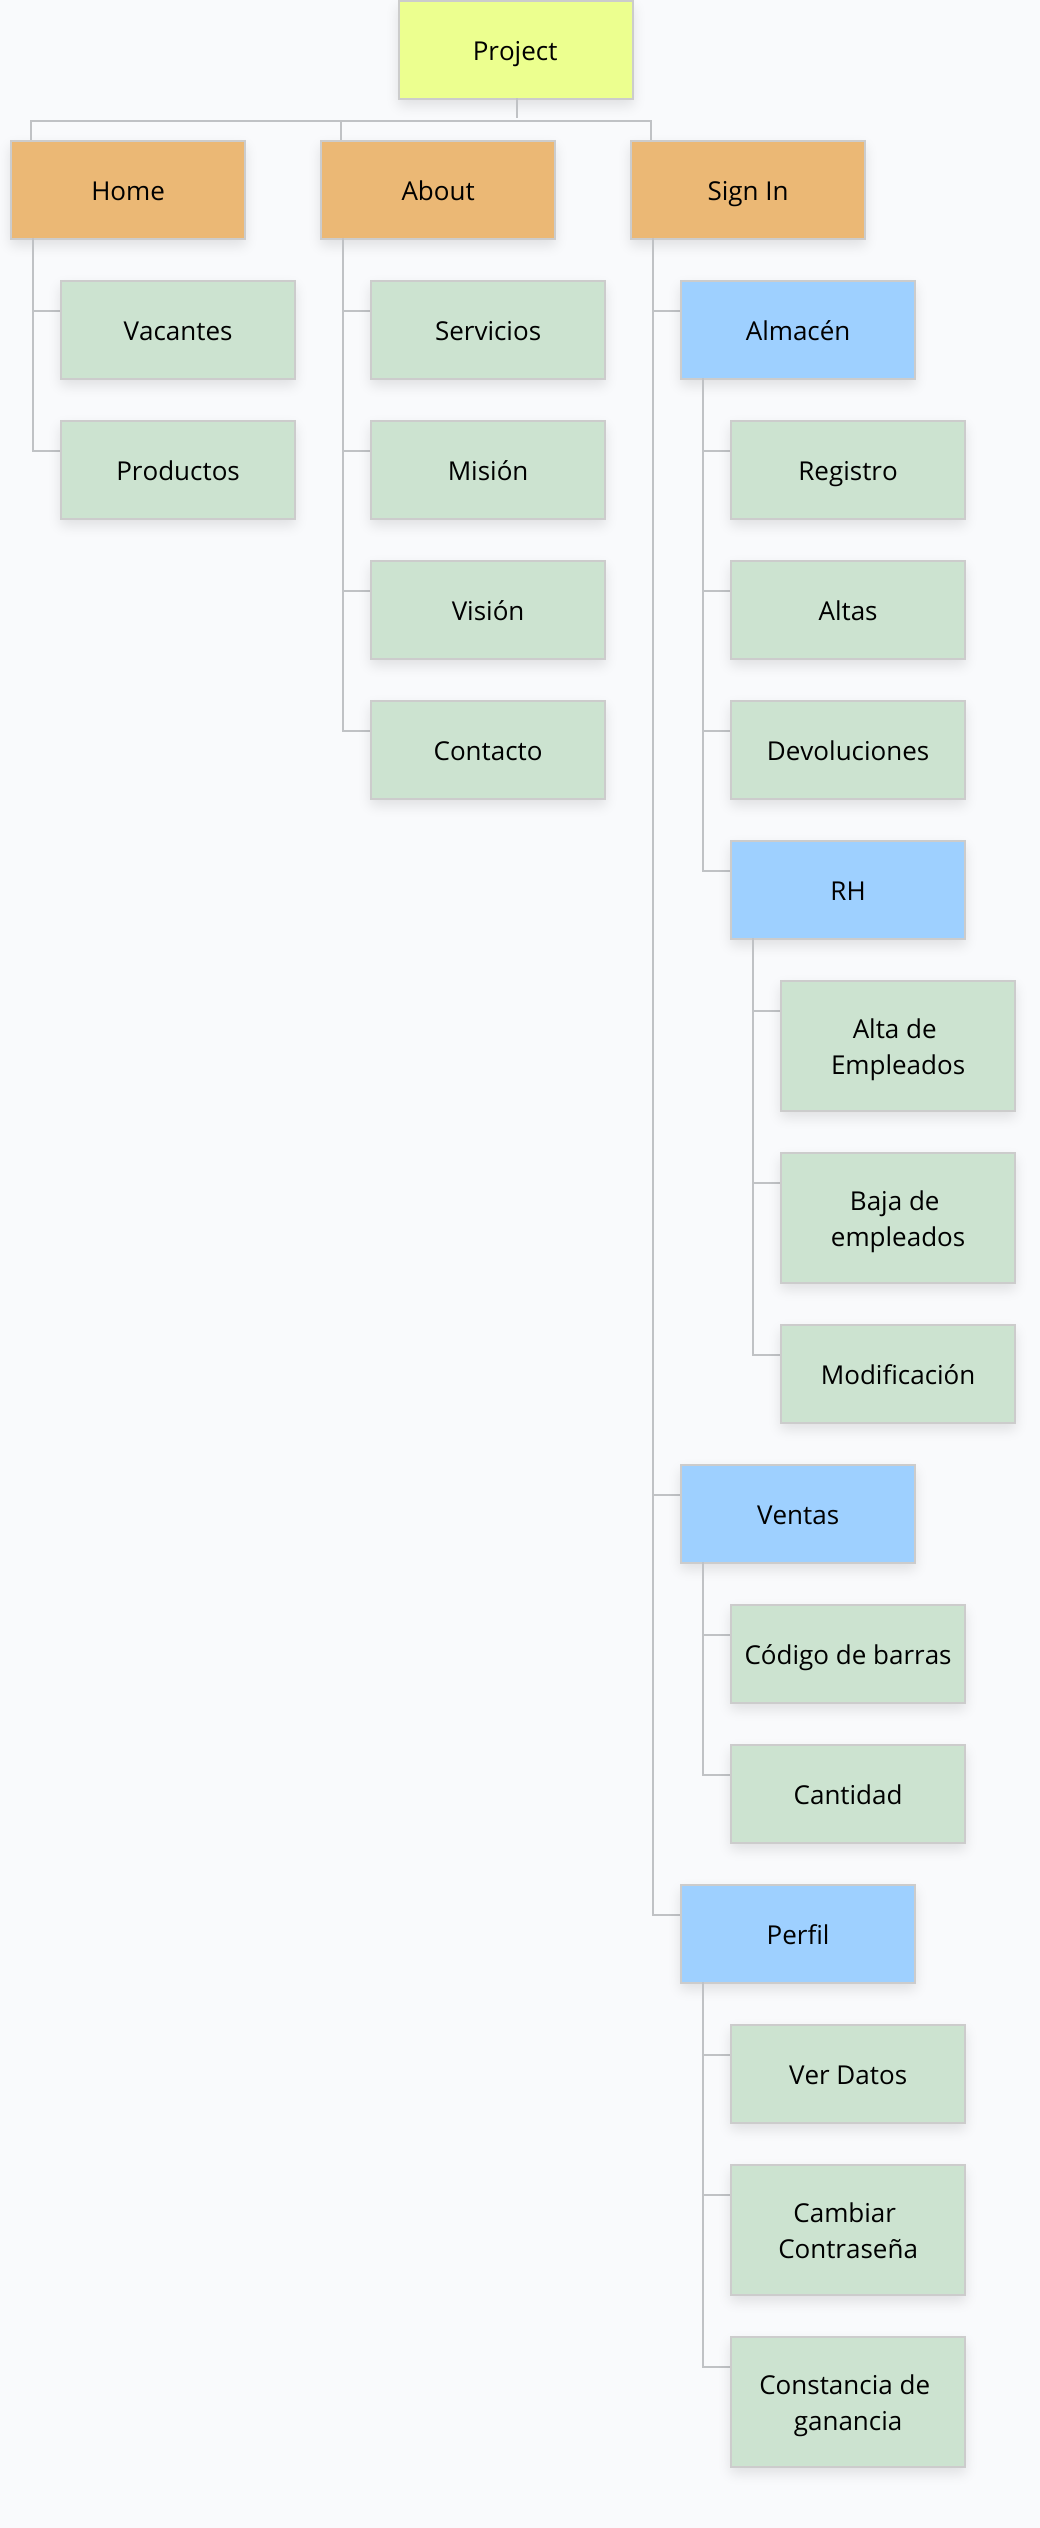 Project
Home
About
Sign In
Vacantes
Servicios
Almacén
Productos
Misión
Registro
Visión
Altas
Contacto
Devoluciones
RH
Alta de
Empleados
Baja de
empleados
Modificación
Ventas
Código de barras
Cantidad
Perfil
Ver Datos
Cambiar
Contraseña
Constancia de
ganancia